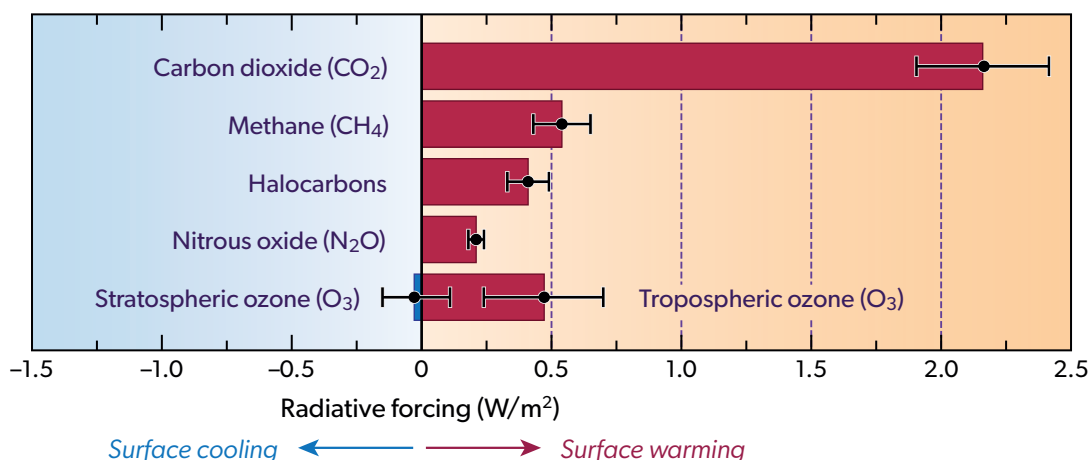 Carbon dioxide (CO₂)
Methane (CH₄)
Halocarbons
Nitrous oxide (N₂O)
Stratospheric ozone (O₃) Tropospheric ozone (O₃)
–1.5 –1.0 –0.5 0 0.5 1.0 1.5 2.0 2.5
Radiative forcing (W/m²)
Surface cooling Surface warming